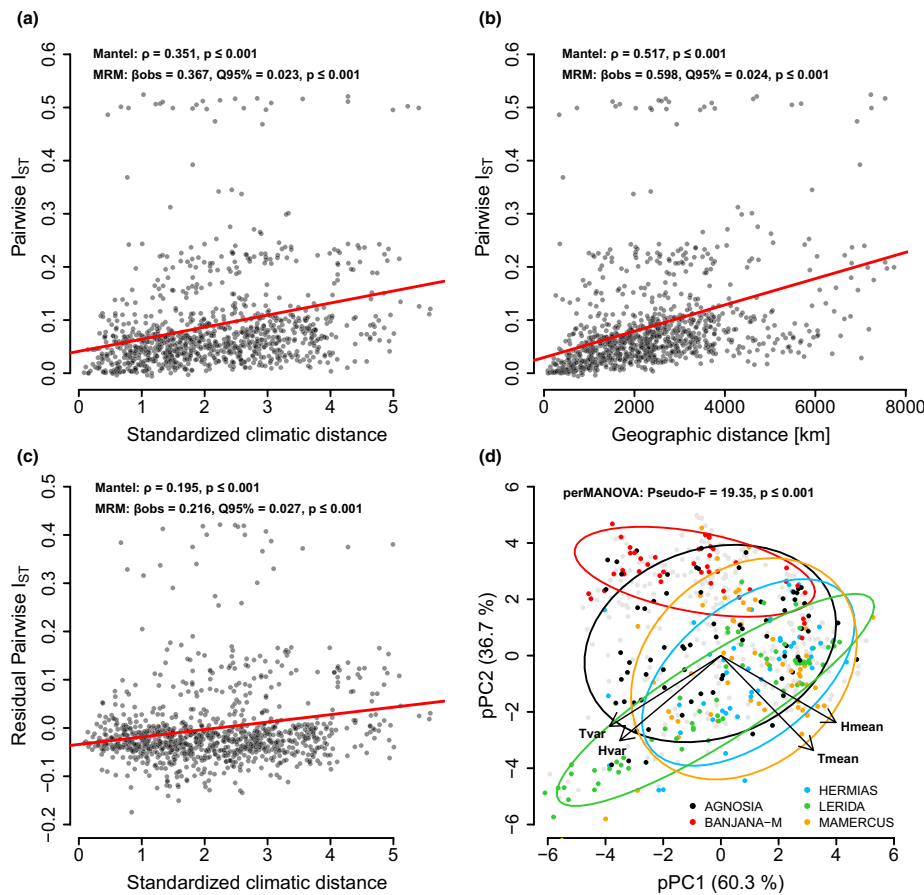 (a)
Mantel: ρ = 0.351, p ≤ 0.001
MRM: βobs = 0.367, Q95% = 0.023, p ≤ 0.001
Pairwise IST
0.6
0.5
0.4
0.3
0.2
0.1
0.0
0 1 2 3 4 5
Standardized climatic distance
(b)
Mantel: ρ = 0.517, p ≤ 0.001
MRM: βobs = 0.598, Q95% = 0.024, p ≤ 0.001
Pairwise IST
0.6
0.5
0.4
0.3
0.2
0.1
0.0
0 2000 4000 6000 8000
Geographic distance [km]
(c)
Mantel: ρ = 0.195, p ≤ 0.001
MRM: βobs = 0.216, Q95% = 0.027, p ≤ 0.001
Residual Pairwise IST
0.5
0.4
0.3
0.2
0.1
0.0
−0.1
−0.2
0 1 2 3 4 5
Standardized climatic distance
(d)
perMANOVA: Pseudo-F = 19.35, p ≤ 0.001
pPC2 (36.7 %)
6
4
2
0
−2
−4
−6
Tvar
Hvar
Hmean
Tmean
AGNOSIA
BANJANA−M
HERMIAS
LERIDA
MAMERCUS
−6 −4 −2 0 2 4 6
pPC1 (60.3 %)